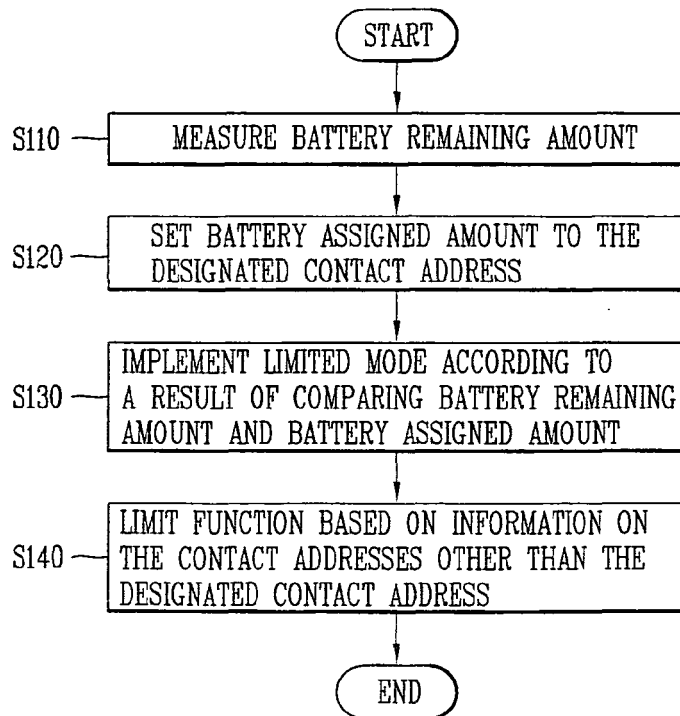 START
S110
MEASURE BATTERY REMAINING AMOUNT
S120
SET BATTERY ASSIGNED AMOUNT TO THE
DESIGNATED CONTACT ADDRESS
S130
IMPLEMENT LIMITED MODE ACCORDING TO
A RESULT OF COMPARING BATTERY REMAINING
AMOUNT AND BATTERY ASSIGNED AMOUNT
S140
LIMIT FUNCTION BASED ON INFORMATION ON
THE CONTACT ADDRESSES OTHER THAN THE
DESIGNATED CONTACT ADDRESS
END